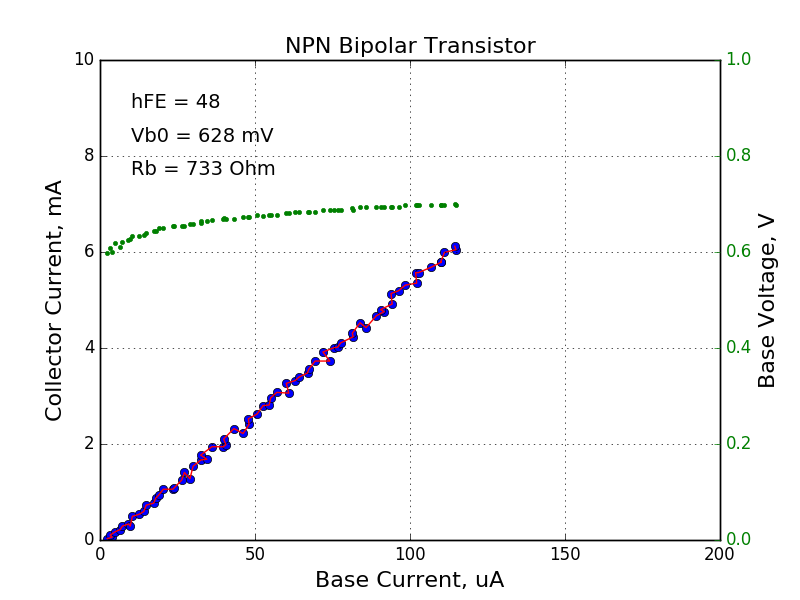 NPN Bipolar Transistor
hFE = 48
Vb0 = 628 mV
Rb = 733 Ohm
10
8
6
4
2
0
Collector Current, mA
1.0
0.8
0.6
0.4
0.2
0.0
Base Voltage, V
0 50 100 150 200
Base Current, uA